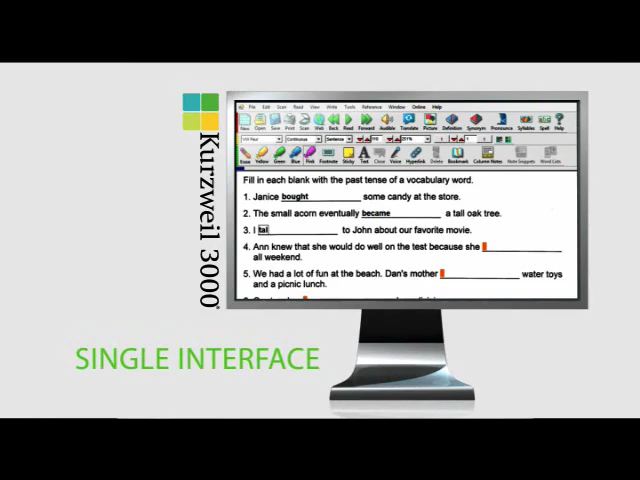 Kurzweil 3000
File Edit Scan Read View Write Tools Reference Window Online Help
New Open Save Print Scan Web Back Read Forward Audible Translate Picture Definition Synonyms Pronounce Syllables Spell Help
Continuous Sentence
Erase Yellow Green Blue Pink Footnote Sticky Text Close Voice Hyperlink Delete Bookmark Column Notes Note Snippets Word Lists
Fill in each blank with the past tense of a vocabulary word.
1. Janice bought some candy at the store.
2. The small acorn eventually became a tall oak tree.
3. I tal to John about our favorite movie.
4. Ann knew that she would do well on the test because she
all weekend.
5. We had a lot of fun at the beach. Dan's mother water toys
and a picnic lunch.
SINGLE INTERFACE